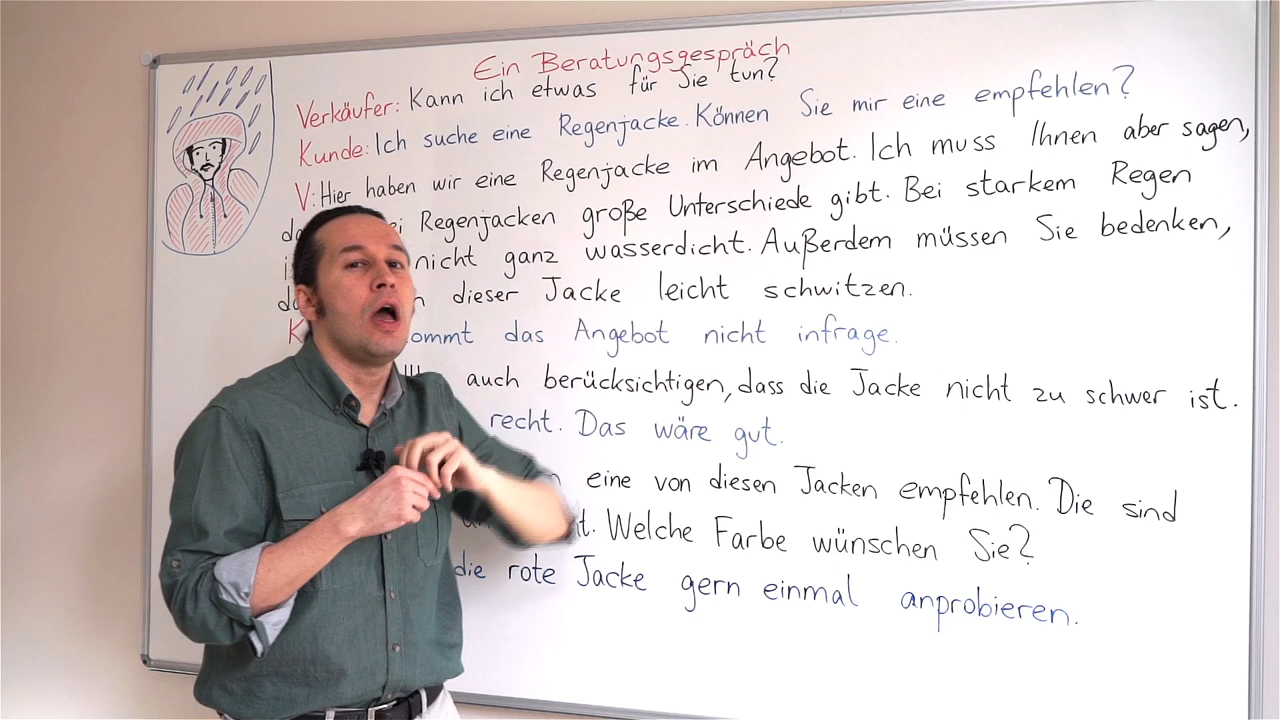 Ein Beratungsgespräch
Verkäufer: Kann ich etwas für Sie tun?
Kunde: Ich suche eine Regenjacke. Können Sie mir eine empfehlen?
V: Hier haben wir eine Regenjacke im Angebot. Ich muss Ihnen aber sagen,
Regenjacken große Unterschiede gibt. Bei starkem Regen
nicht ganz wasserdicht. Außerdem müssen Sie bedenken,
dieser Jacke leicht schwitzen.
K das Angebot nicht infrage.
auch berücksichtigen, dass die Jacke nicht zu schwer ist.
recht. Das wäre gut.
eine von diesen Jacken empfehlen. Die sind
Welche Farbe wünschen Sie?
die rote Jacke gern einmal anprobieren.